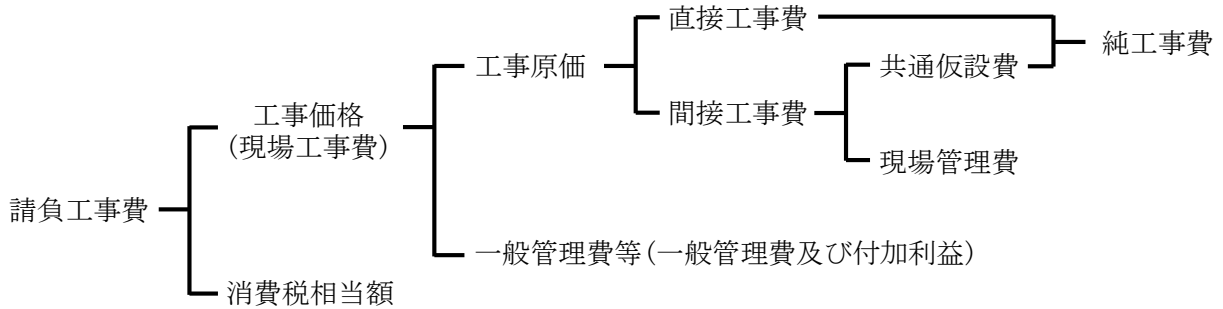 直接工事費
純工事費
工事原価
共通仮設費
工事価格
(現場工事費)
間接工事費
現場管理費
請負工事費
一般管理費等(一般管理費及び付加利益)
消費税相当額